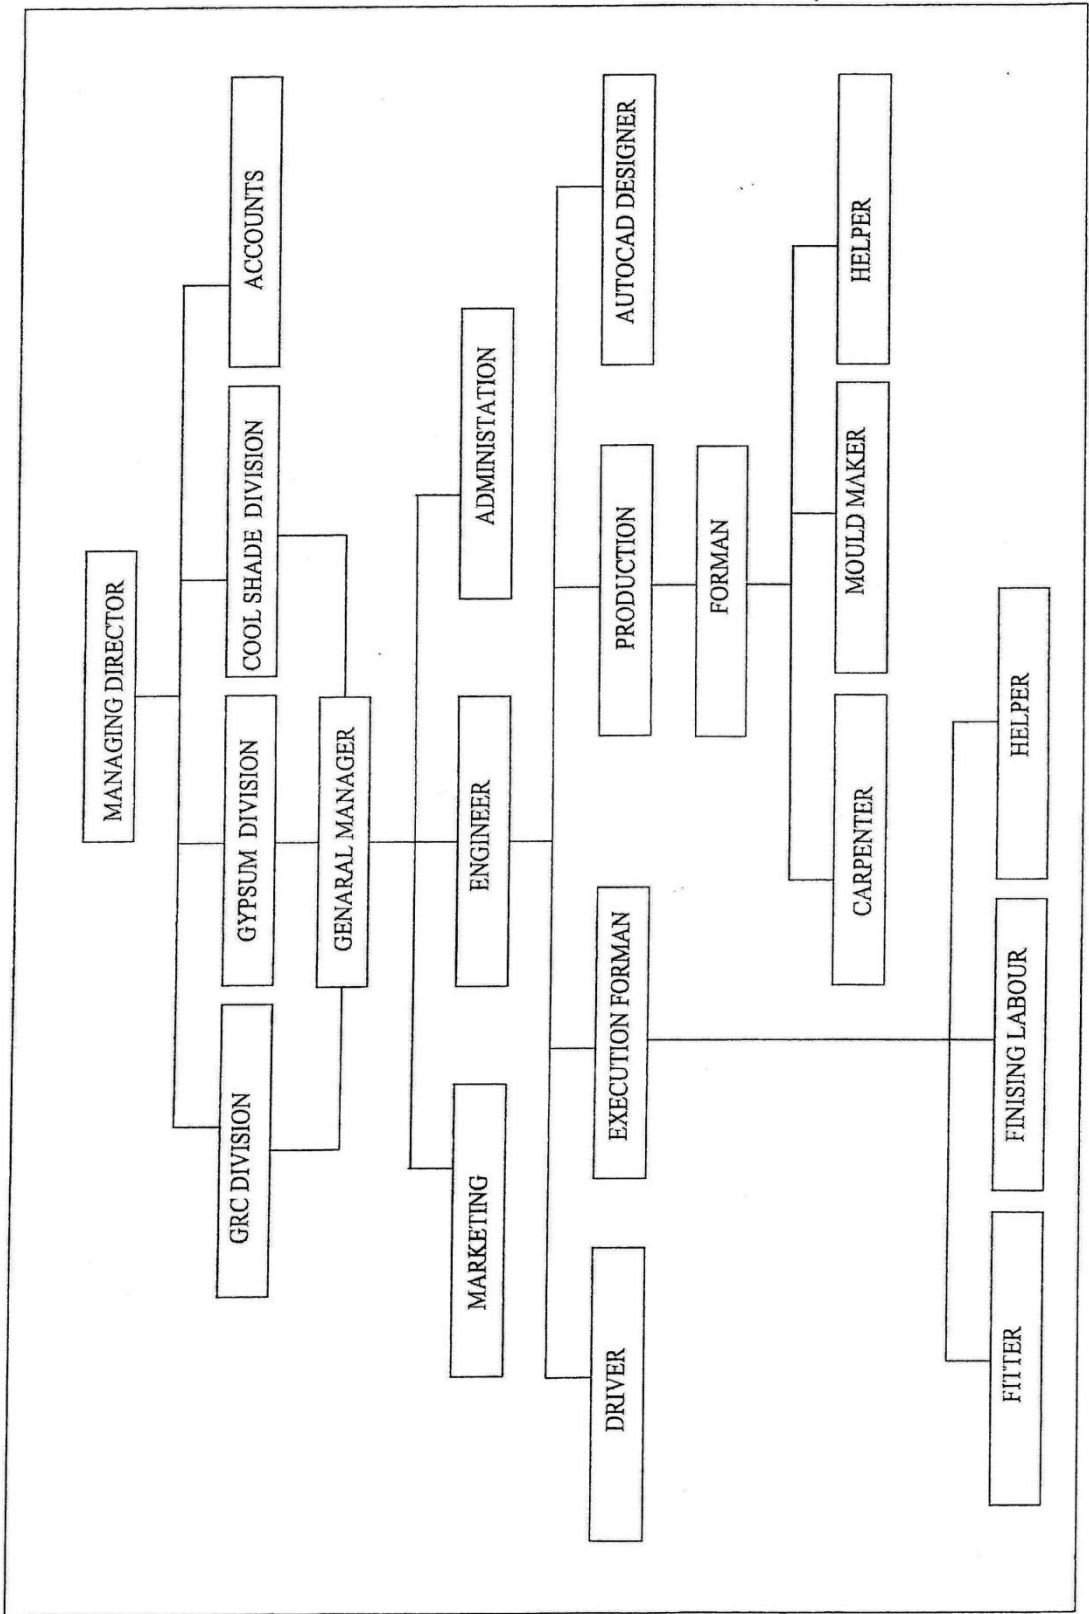 MANAGING DIRECTOR
GRC DIVISION
GYPSUM DIVISION
COOL SHADE DIVISION
ACCOUNTS
GENARAL MANAGER
MARKETING
ENGINEER
ADMINISTATION
DRIVER
EXECUTION FORMAN
PRODUCTION
AUTOCAD DESIGNER
FORMAN
CARPENTER
MOULD MAKER
HELPER
FITTER
FINISING LABOUR
HELPER